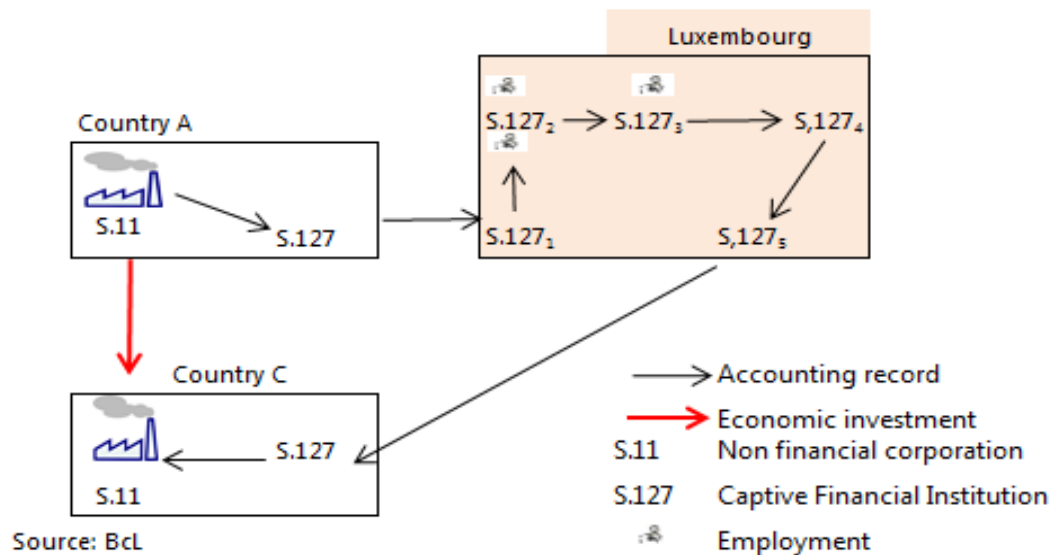 Luxembourg
S.127₂ S.127₃ S,127₄
Country A
S.11
S.127
S.127₁ S,127₅
Country C
S.127
S.11
Accounting record
Economic investment
S.11 Non financial corporation
S.127 Captive Financial Institution
Employment
Source: BcL